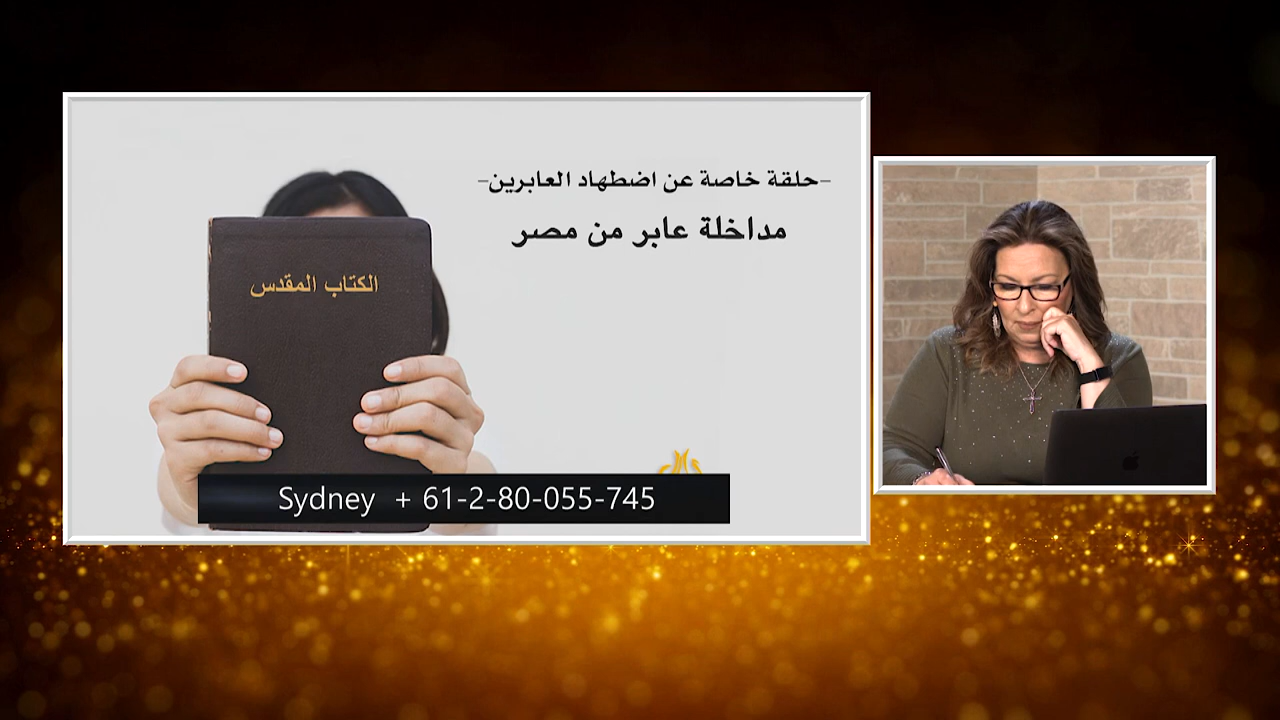 -حلقة خاصة عن اضطهاد العابرين-
مداخلة عابر من مصر
الكتاب المقدس
Sydney + 61-2-80-055-745